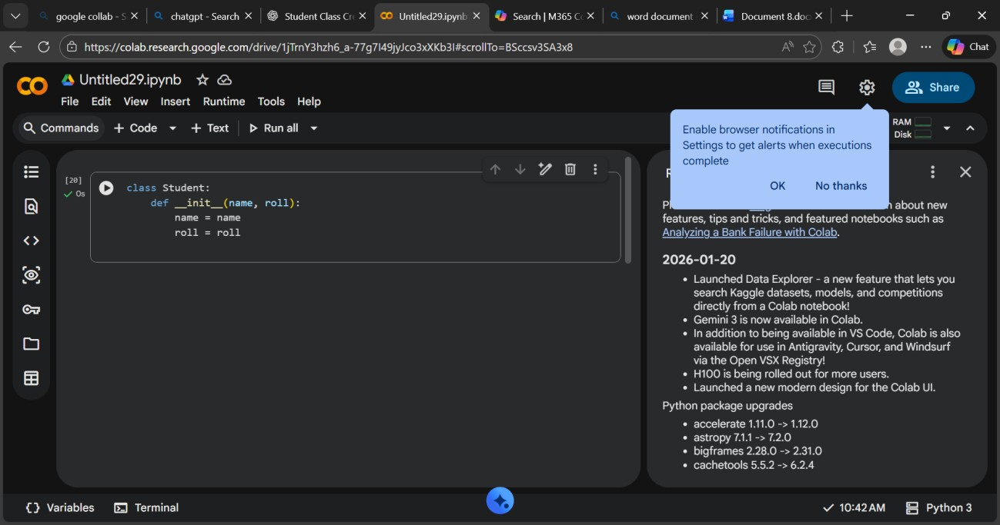 google collab - S
chatgpt - Search
Student Class Cre
Untitled29.ipynb
Search | M365 C
word document
Document 8.doc
https://colab.research.google.com/drive/1jTrnY3hzh6_a-77g7l49jyJco3xXKb3l#scrollTo=BSccsv3SA3x8
Chat
Untitled29.ipynb
File Edit View Insert Runtime Tools Help
Share
Commands + Code + Text Run all
RAM
Disk
Enable browser notifications in
Settings to get alerts when executions
complete
OK No thanks
[20]
0s
class Student:
    def __init__(name, roll):
        name = name
        roll = roll
about new
features, tips and tricks, and featured notebooks such as
Analyzing a Bank Failure with Colab.
2026-01-20
• Launched Data Explorer - a new feature that lets you
search Kaggle datasets, models, and competitions
directly from a Colab notebook!
• Gemini 3 is now available in Colab.
• In addition to being available in VS Code, Colab is also
available for use in Antigravity, Cursor, and Windsurf
via the Open VSX Registry!
• H100 is being rolled out for more users.
• Launched a new modern design for the Colab UI.
Python package upgrades
• accelerate 1.11.0 -> 1.12.0
• astropy 7.1.1 -> 7.2.0
• bigframes 2.28.0 -> 2.31.0
• cachetools 5.5.2 -> 6.2.4
Variables Terminal
10:42 AM Python 3